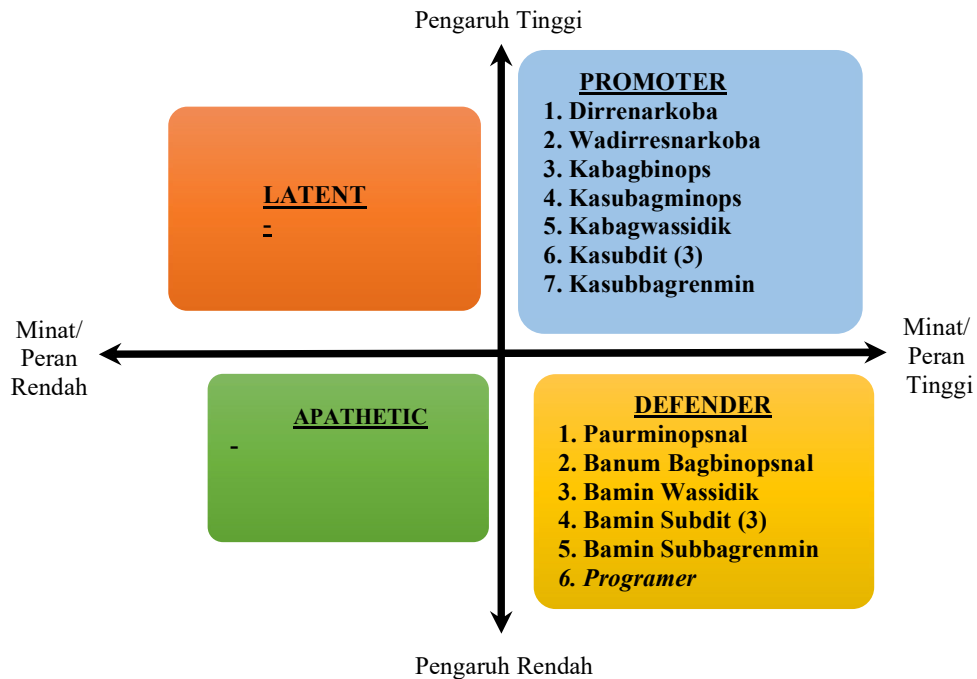 Pengaruh Tinggi
PROMOTER
1. Dirrenarkoba
2. Wadirresnarkoba
3. Kabagbinops
4. Kasubagminops
5. Kabagwassidik
6. Kasubdit (3)
7. Kasubbagrenmin
LATENT
-
Minat/
Peran
Rendah
Minat/
Peran
Tinggi
APATHETIC
-
DEFENDER
1. Paurminopsnal
2. Banum Bagbinopsnal
3. Bamin Wassidik
4. Bamin Subdit (3)
5. Bamin Subbagrenmin
6. Programer
Pengaruh Rendah